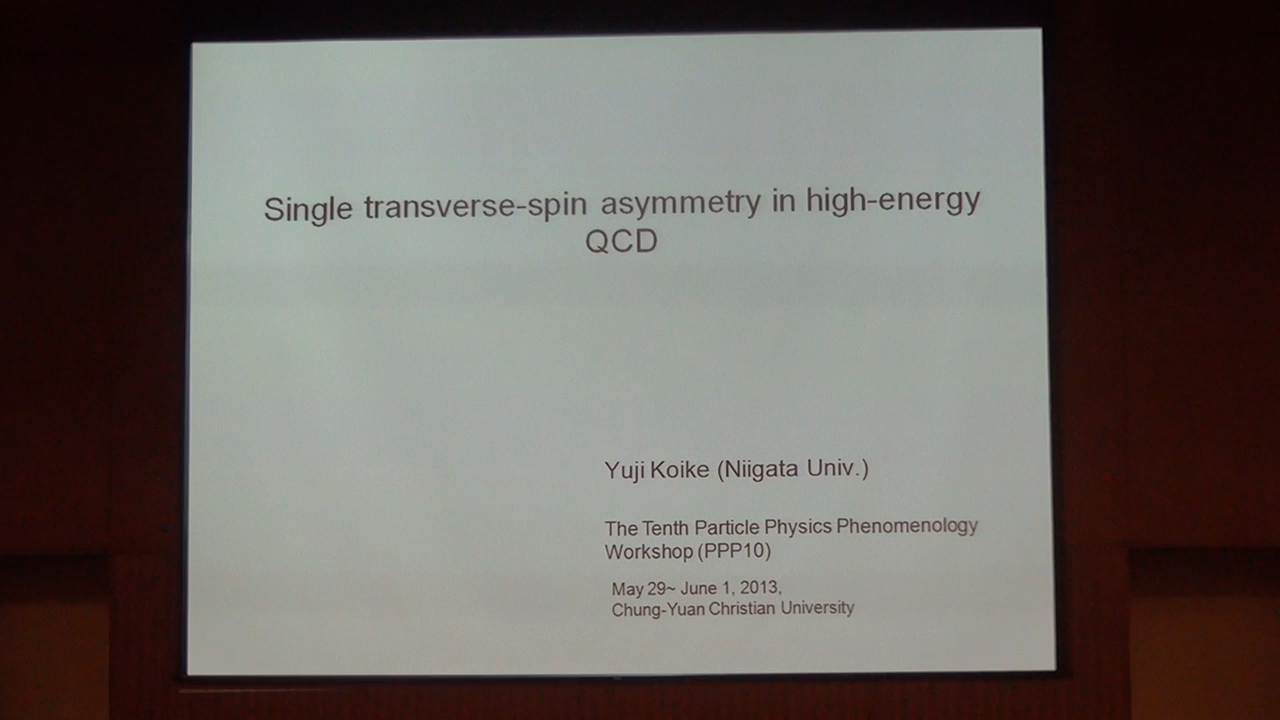 Single transverse-spin asymmetry in high-energy
QCD
Yuji Koike (Niigata Univ.)
The Tenth Particle Physics Phenomenology
Workshop (PPP10)
May 29~ June 1, 2013,
Chung-Yuan Christian University